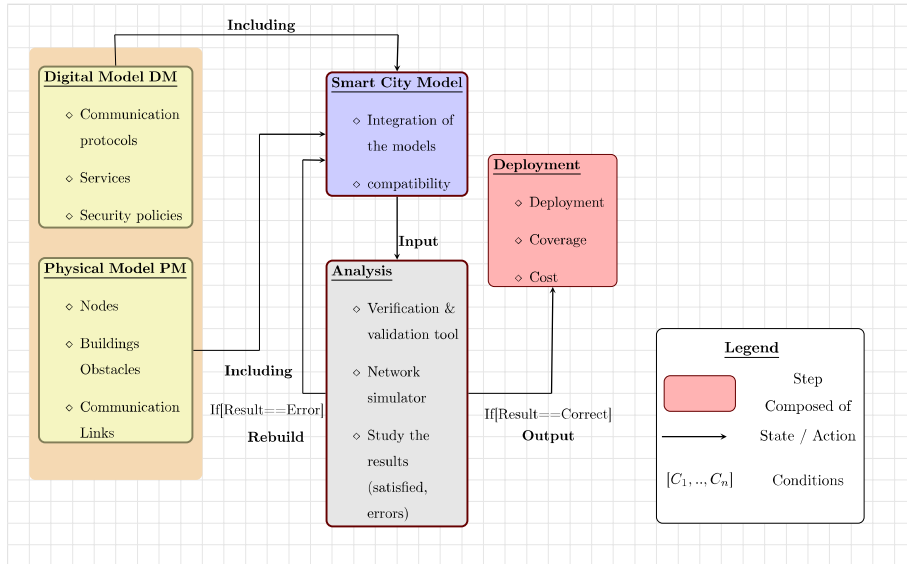 Including
Digital Model DM
◇ Communication
protocols
◇ Services
◇ Security policies
Physical Model PM
◇ Nodes
◇ Buildings
Obstacles
◇ Communication
Links
Smart City Model
◇ Integration of
the models
◇ compatibility
Input
Including
If[Result==Error]
Rebuild
Analysis
◇ Verification &
validation tool
◇ Network
simulator
◇ Study the
results
(satisfied,
errors)
Deployment
◇ Deployment
◇ Coverage
◇ Cost
If[Result==Correct]
Output
Legend
Step
Composed of
State / Action
[C₁,..,Cₙ] Conditions